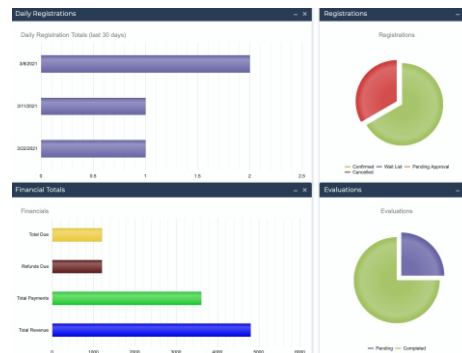 Daily Registrations
Daily Registration Totals (last 30 days)
3/8/2021
3/11/2021
3/22/2021
0 0.5 1 1.5 2 2.5
Registrations
Registrations
Confirmed Wait List Pending Approval
Cancelled
Financial Totals
Financials
Total Due
Refunds Due
Total Payments
Total Revenue
0 1000 2000 3000 4000 5000 6000
Evaluations
Evaluations
Pending Completed